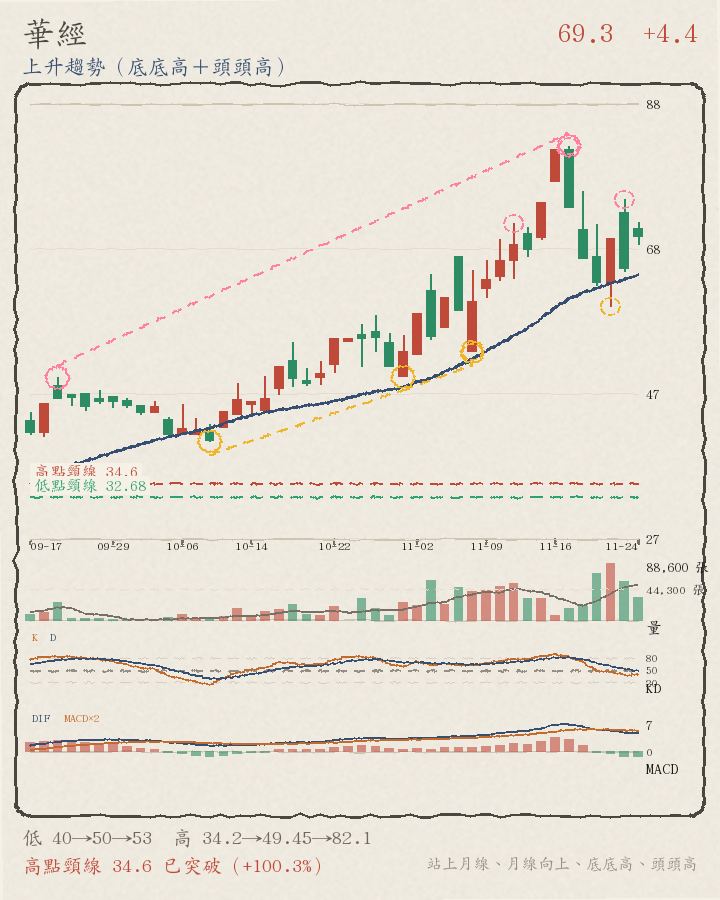 華經
69.3 +4.4
上升趨勢（底底高＋頭頭高）
88
68
47
高點頸線 34.6
低點頸線 32.68
27
09-17 09-29 10-06 10-14 10-22 11-02 11-09 11-16 11-24
88,600 張
44,300 張
量
K D
80
50
20
KD
DIF MACD×2
7
0
MACD
低 40→50→53 高 34.2→49.45→82.1
高點頸線 34.6 已突破（+100.3%）
站上月線、月線向上、底底高、頭頭高